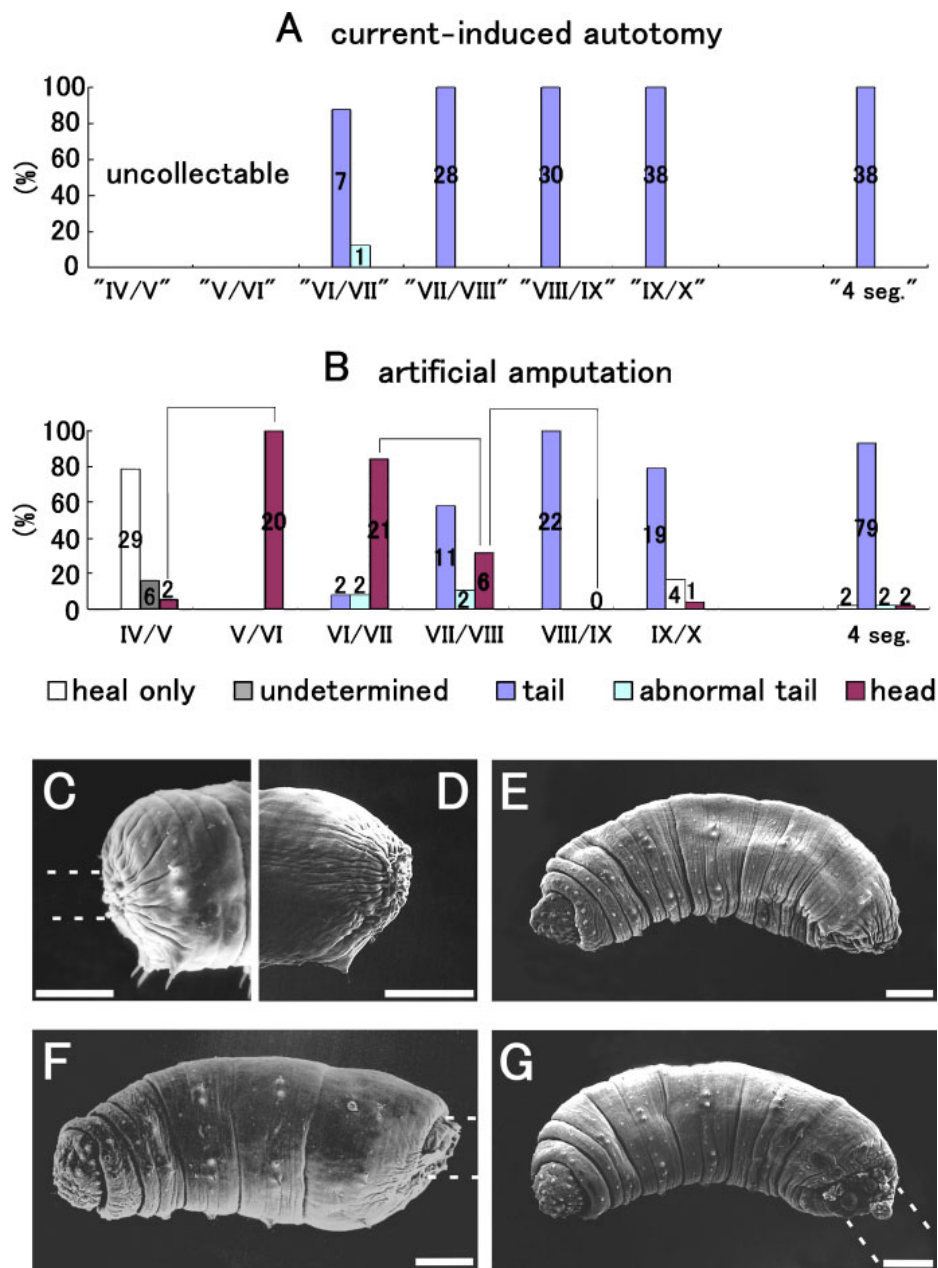 A current-induced autotomy
100
80
60
40
20
0
(%)
uncollectable
7
1
28
30
38
38
"IV/V" "V/VI" "VI/VII" "VII/VIII" "VIII/IX" "IX/X" "4 seg."
B artificial amputation
100
80
60
40
20
0
(%)
29 6 2
20
2 2 21
11 2 6
22 0
19 4 1
2 79 2 2
IV/V V/VI VI/VII VII/VIII VIII/IX IX/X 4 seg.
heal only undetermined tail abnormal tail head
C D E
F G